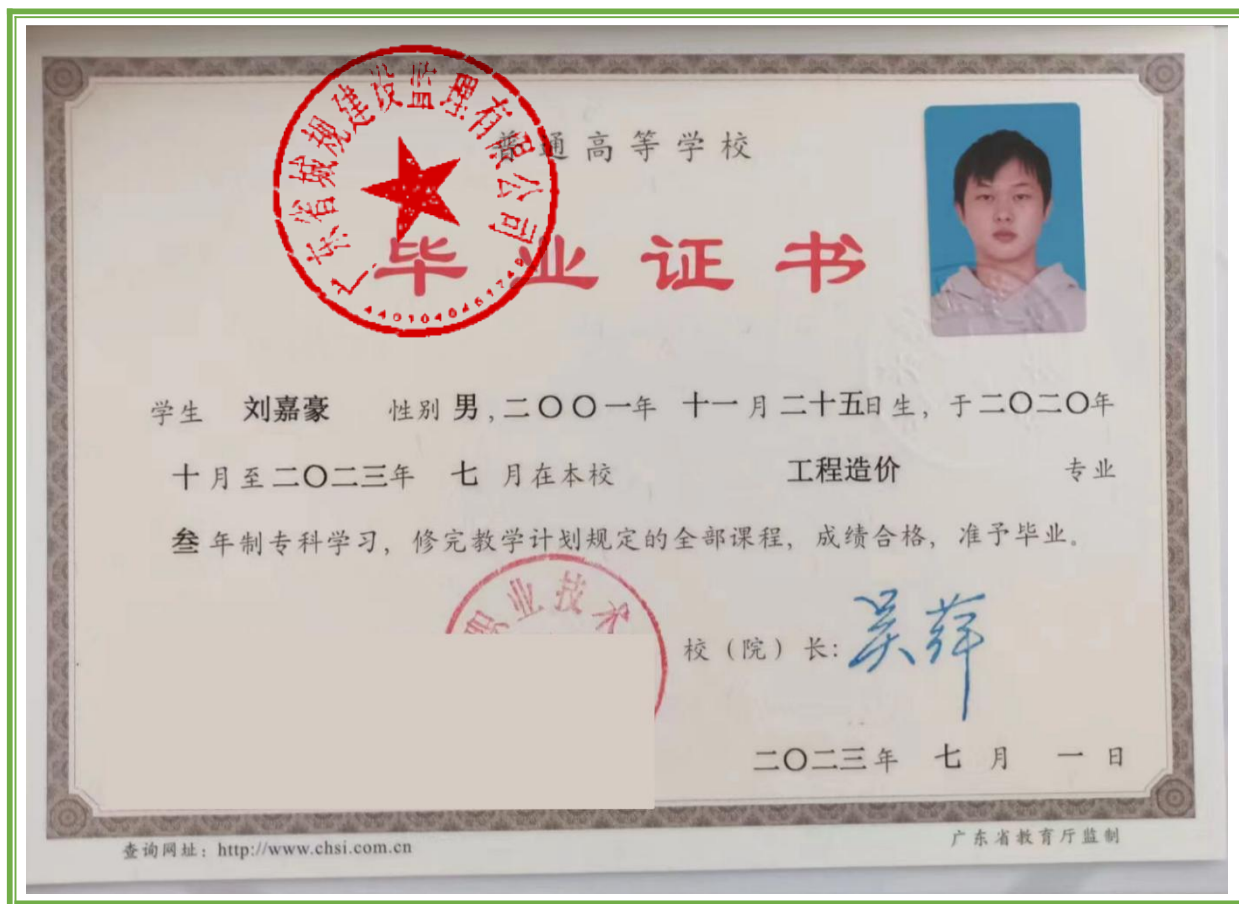 广东省城规建设监理有限公司
普通高等学校
毕业证书
学生 刘嘉豪 性别 男,二〇〇一年 十一月二十五日生,于二〇二〇年
十月至二〇二三年 七 月在本校 工程造价 专业
叁年制专科学习,修完教学计划规定的全部课程,成绩合格,准予毕业。
职业技术
校(院)长:吴萍
二〇二三年 七 月 一 日
查询网址:http://www.chsi.com.cn
广东省教育厅监制